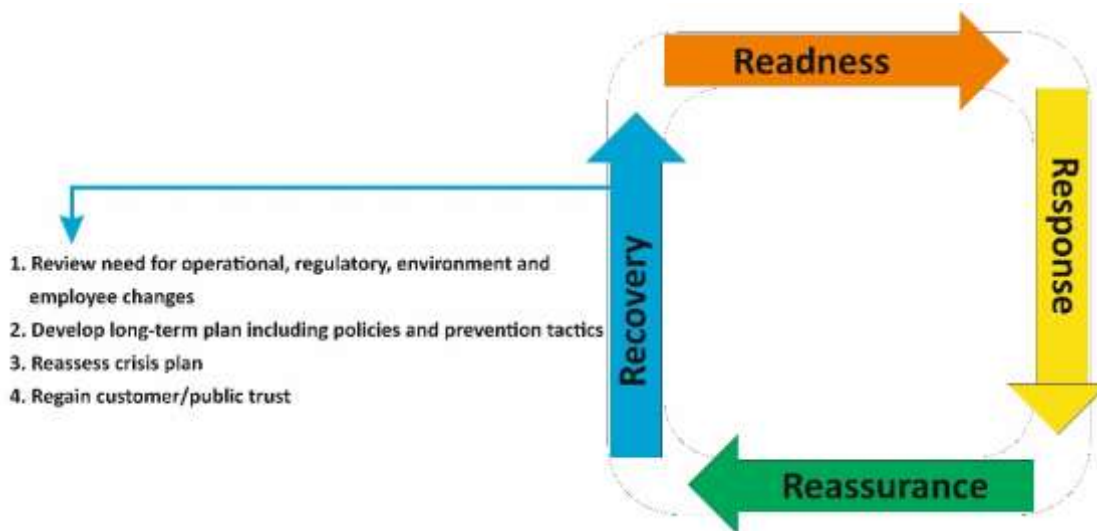 Readness
Response
1. Review need for operational, regulatory, environment and
employee changes
2. Develop long-term plan including policies and prevention tactics
3. Reassess crisis plan
4. Regain customer/public trust
Recovery
Reassurance